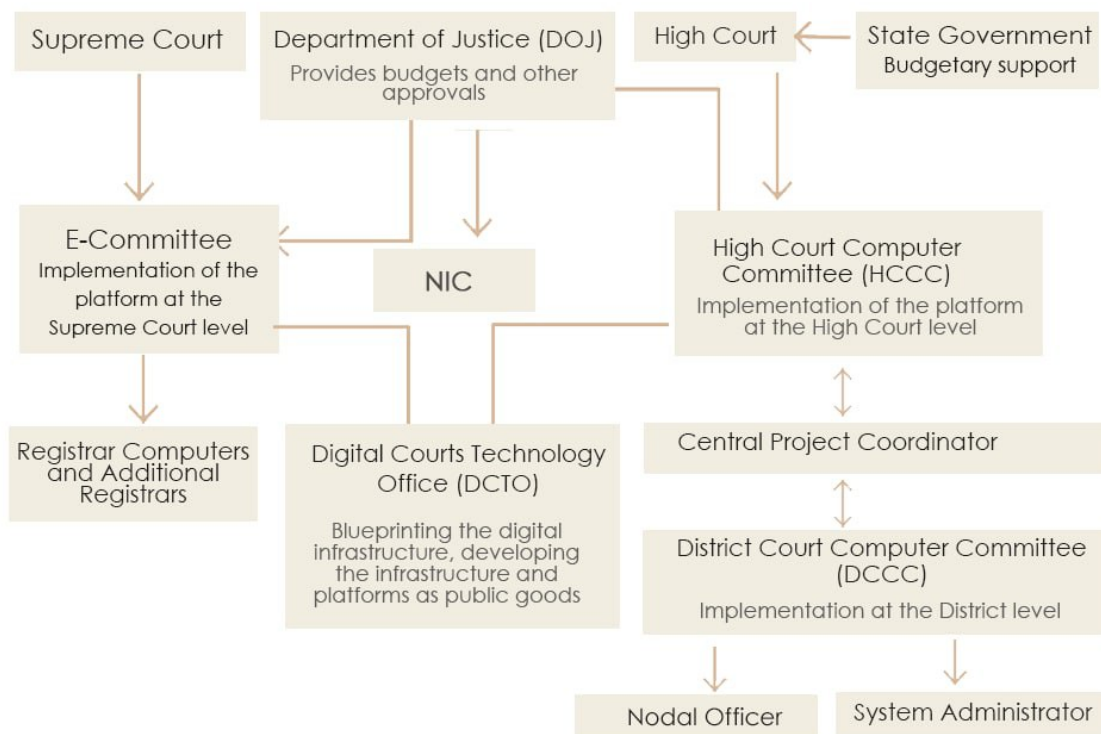 Supreme Court
Department of Justice (DOJ)
Provides budgets and other
approvals
High Court
State Government
Budgetary support
E-Committee
Implementation of the
platform at the
Supreme Court level
NIC
High Court Computer
Committee (HCCC)
Implementation of the platform
at the High Court level
Registrar Computers
and Additional
Registrars
Digital Courts Technology
Office (DCTO)
Blueprinting the digital
infrastructure, developing
the infrastructure and
platforms as public goods
Central Project Coordinator
District Court Computer Committee
(DCCC)
Implementation at the District level
Nodal Officer
System Administrator